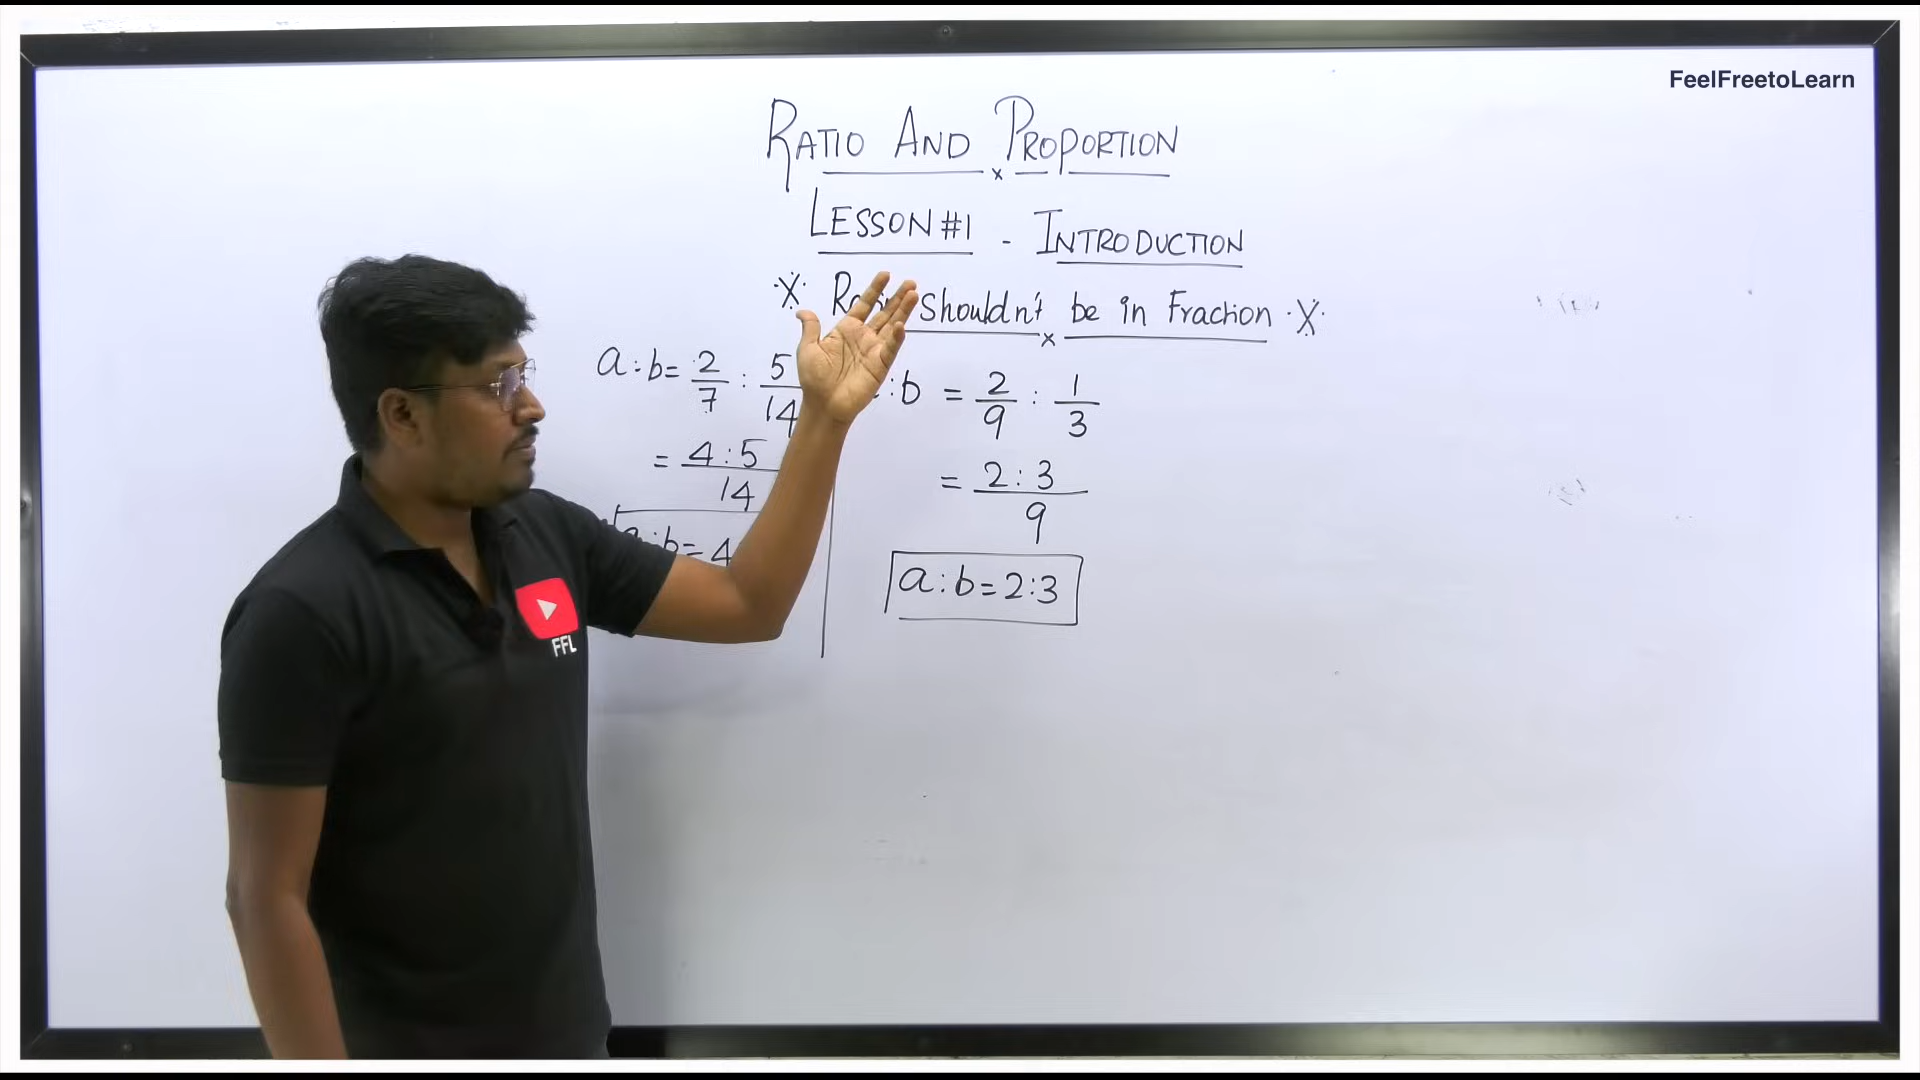 FeelFreetoLearn
RATIO AND PROPORTION
LESSON #1 - INTRODUCTION
shouldn't be in Fraction
a:b= 2/7 : 5/14
= 4:5/14
:b = 2/9 : 1/3
= 2:3/9
a:b=2:3
FFL